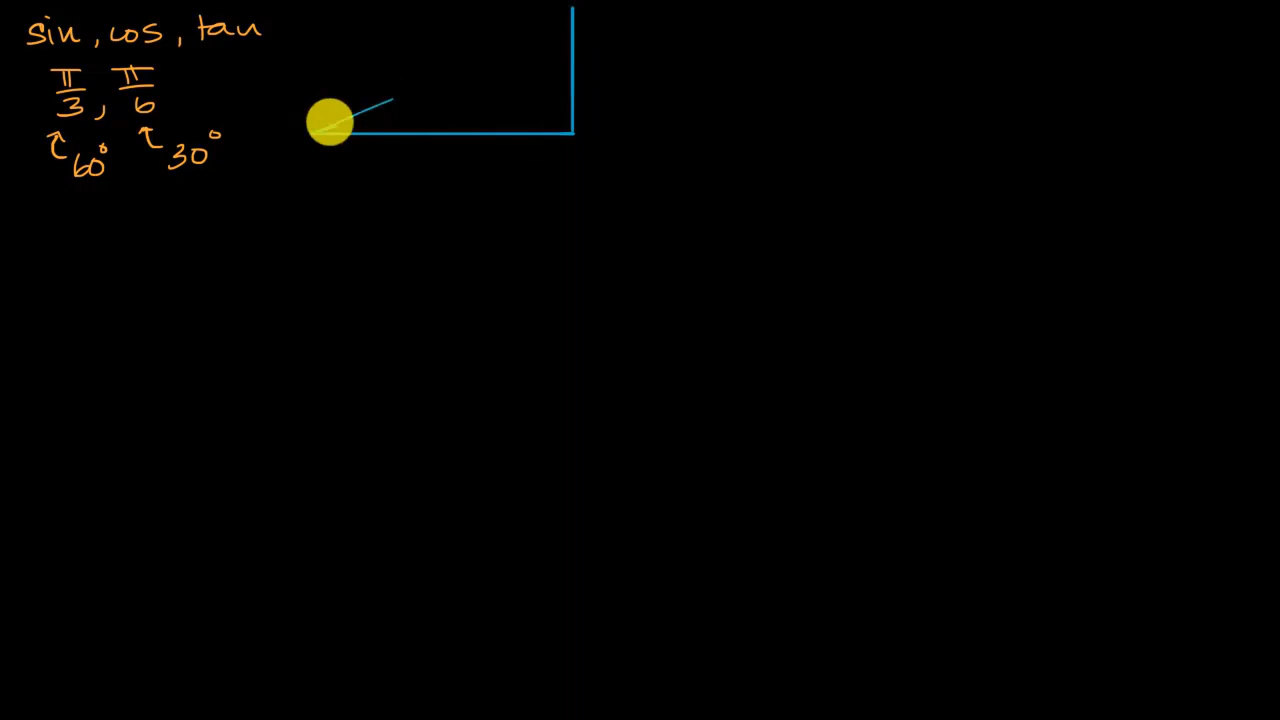 sin, cos, tan
π/3, π/6
60° 30°